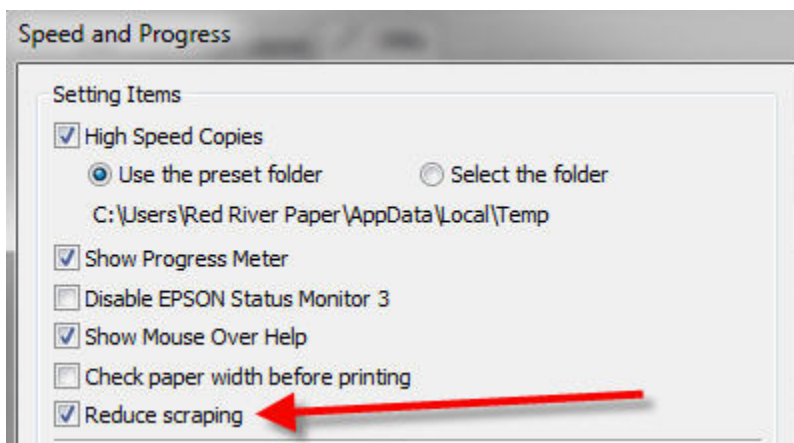 Speed and Progress
Setting Items
High Speed Copies
Use the preset folder Select the folder
C:\Users\Red River Paper\AppData\Local\Temp
Show Progress Meter
Disable EPSON Status Monitor 3
Show Mouse Over Help
Check paper width before printing
Reduce scraping